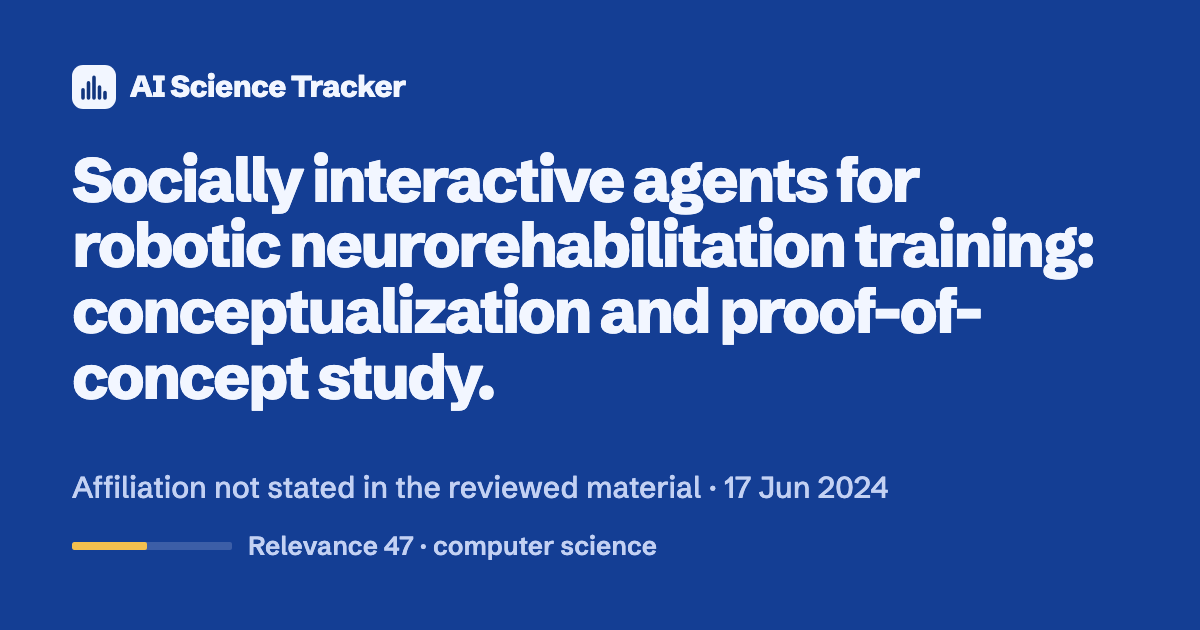 AI Science Tracker
Socially interactive agents for
robotic neurorehabilitation training:
conceptualization and proof-of-
concept study.
Affiliation not stated in the reviewed material · 17 Jun 2024
Relevance 47 · computer science